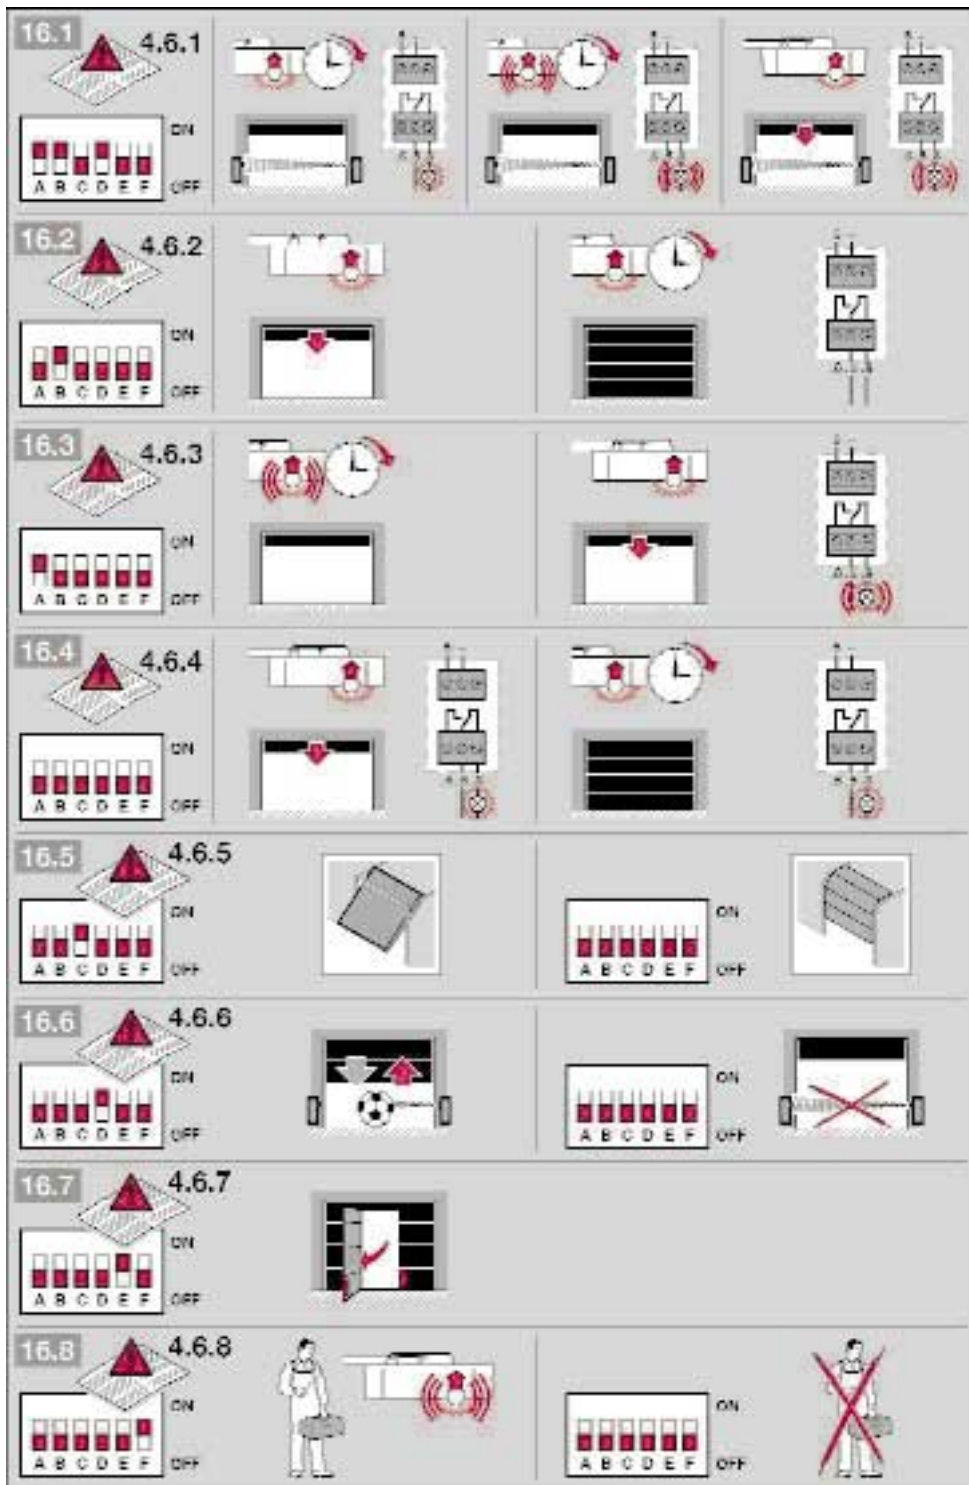 16.1
4.6.1
ON
A B C D E F
OFF
16.2
4.6.2
ON
A B C D E F
OFF
16.3
4.6.3
ON
A B C D E F
OFF
16.4
4.6.4
ON
A B C D E F
OFF
16.5
4.6.5
ON
A B C D E F
OFF
ON
A B C D E F
OFF
16.6
4.6.6
ON
A B C D E F
OFF
ON
A B C D E F
OFF
16.7
4.6.7
ON
A B C D E F
OFF
16.8
4.6.8
ON
A B C D E F
OFF
ON
A B C D E F
OFF